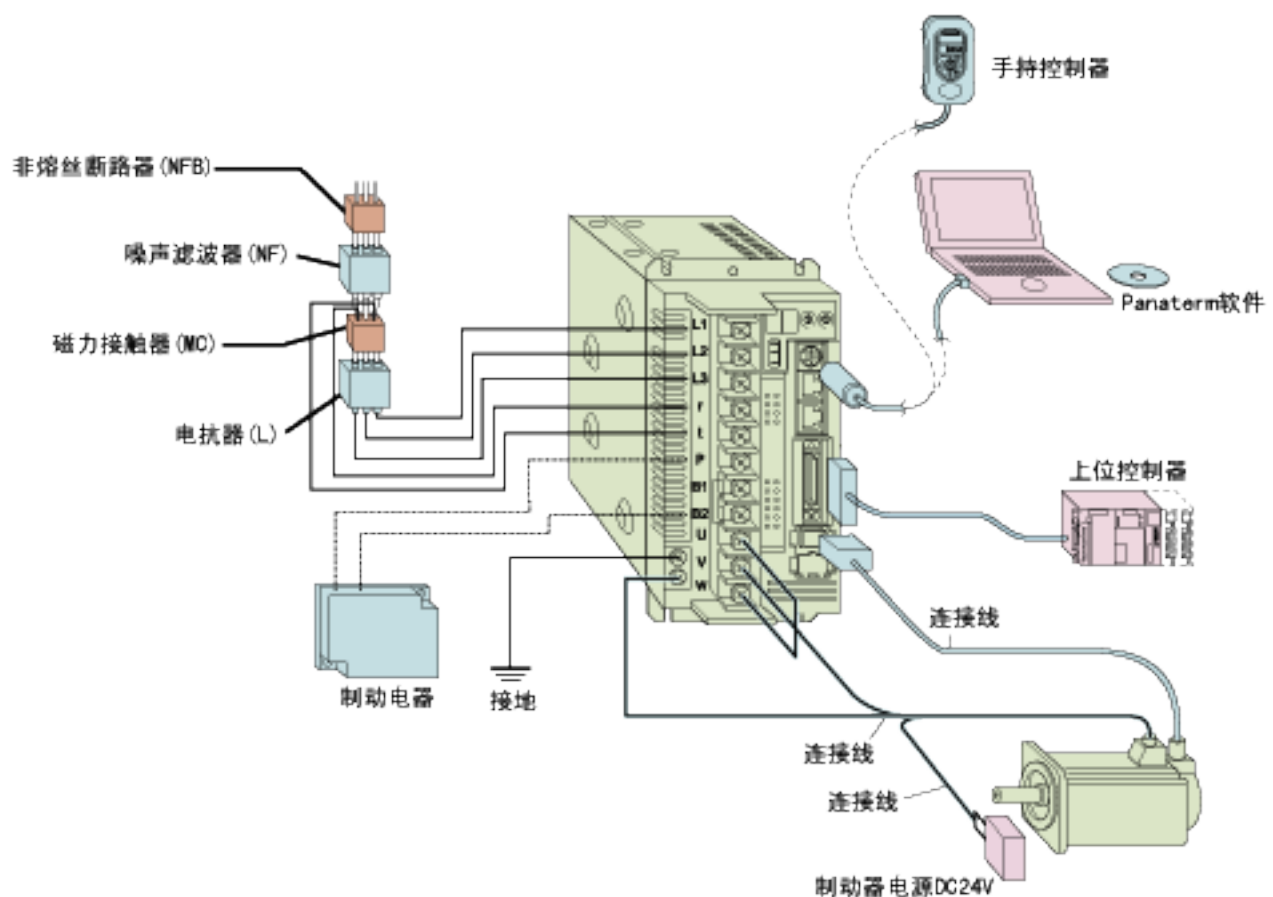 手持控制器
非熔丝断路器(NFB)
噪声滤波器(NF)
Panaterm软件
磁力接触器(MC)
电抗器(L)
L1
L2
L3
r
t
P
B1
B2
U
V
W
上位控制器
连接线
制动电器
接地
连接线
连接线
制动器电源DC24V